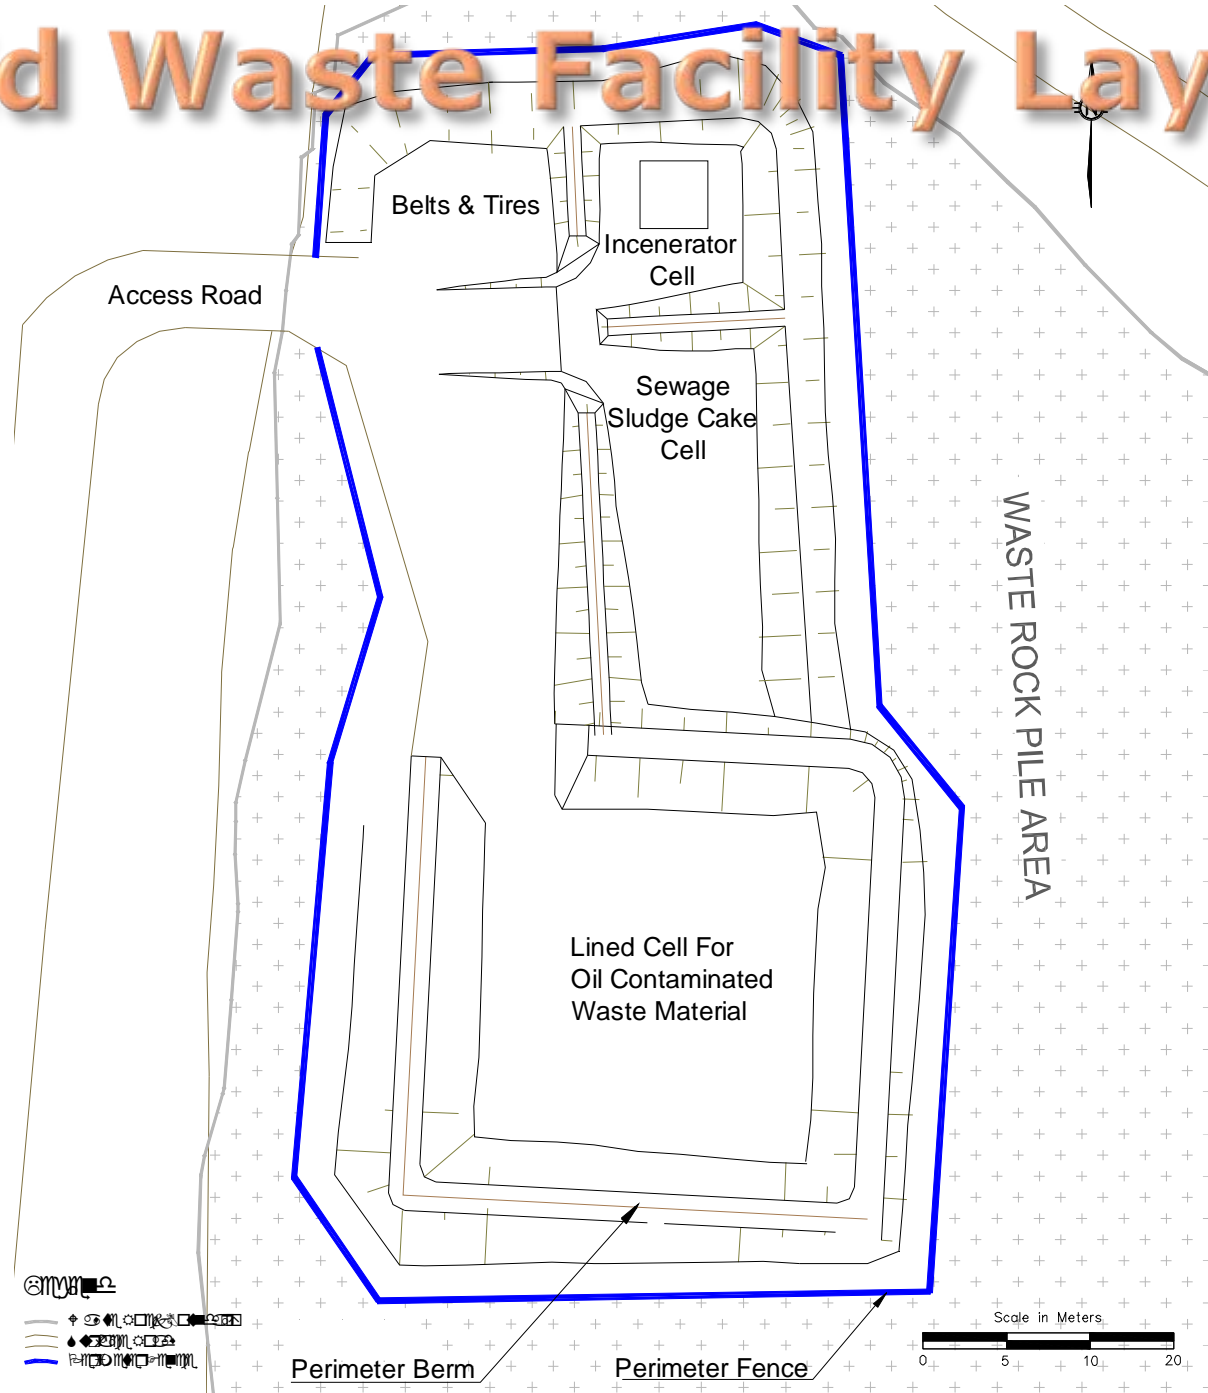 d Waste Facility Lay
N
Belts & Tires
Incenerator
Cell
Access Road
Sewage
Sludge Cake
Cell
WASTE ROCK PILE AREA
Lined Cell For
Oil Contaminated
Waste Material
Scale in Meters
0 5 10 20
Perimeter Berm
Perimeter Fence